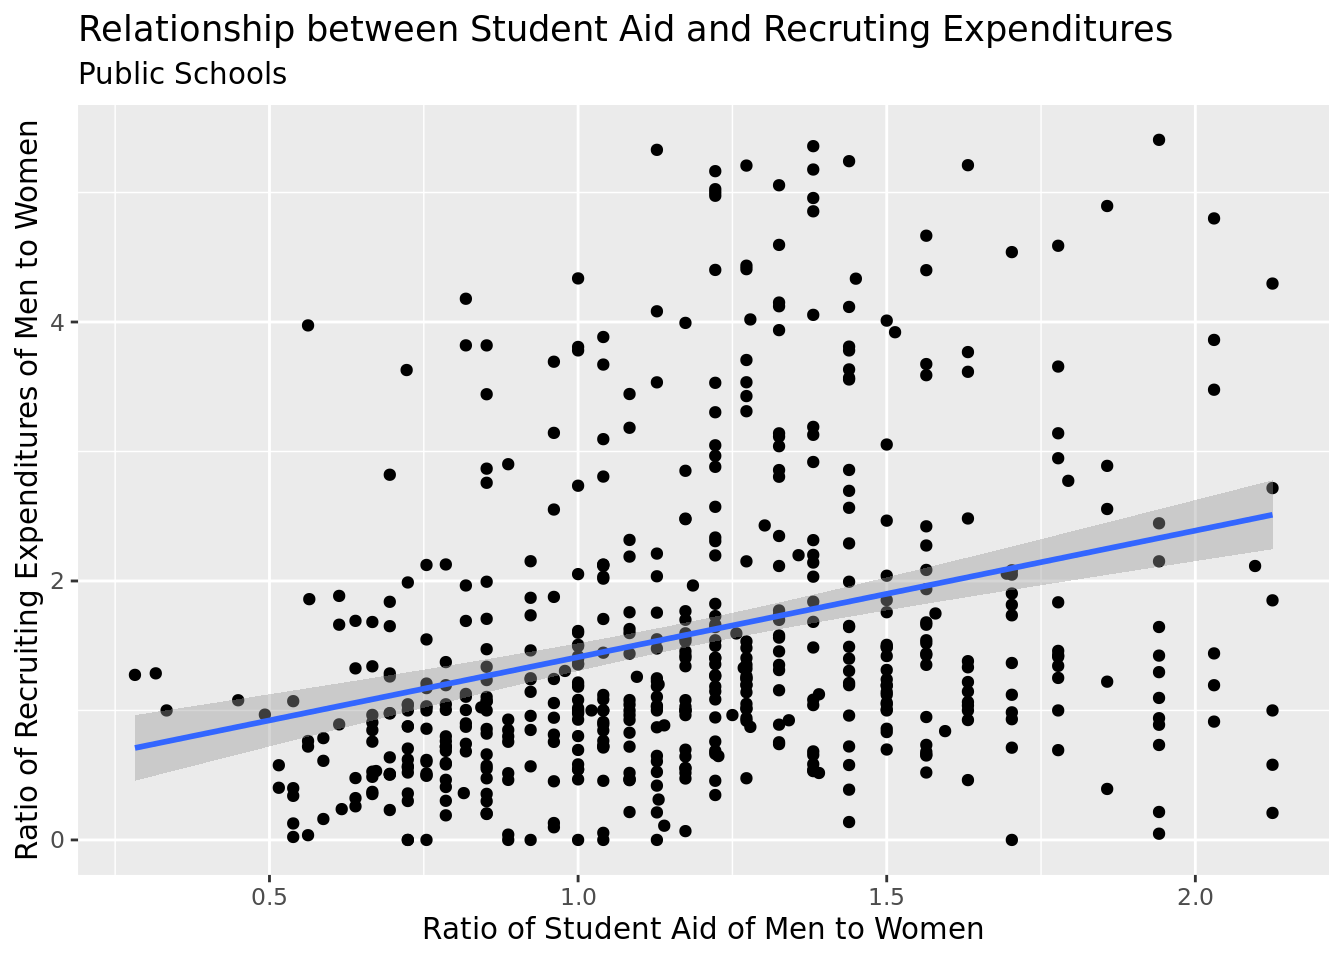 Relationship between Student Aid and Recruting Expenditures
Public Schools
Ratio of Recruiting Expenditures of Men to Women
4
2
0
0.5
1.0
1.5
2.0
Ratio of Student Aid of Men to Women